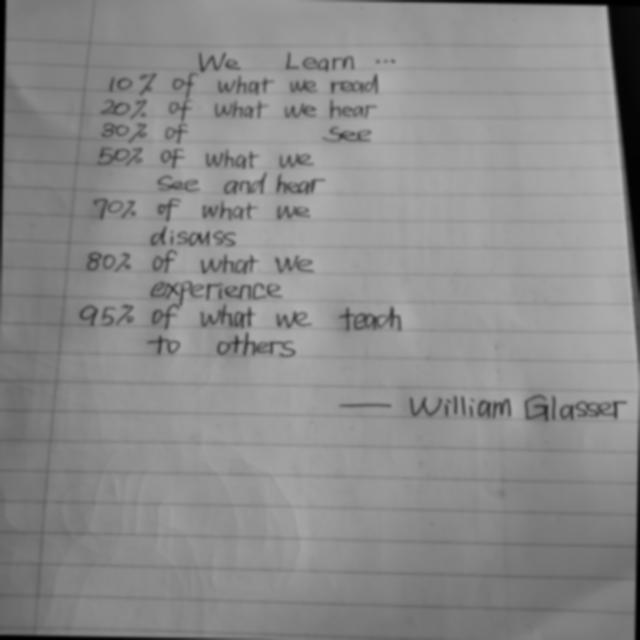 We Learn ...
10% of what we read
20% of what we hear
30% of see
50% of what we
see and hear
70% of what we
discuss
80% of what we
experience
95% of what we teach
to others
— William Glasser